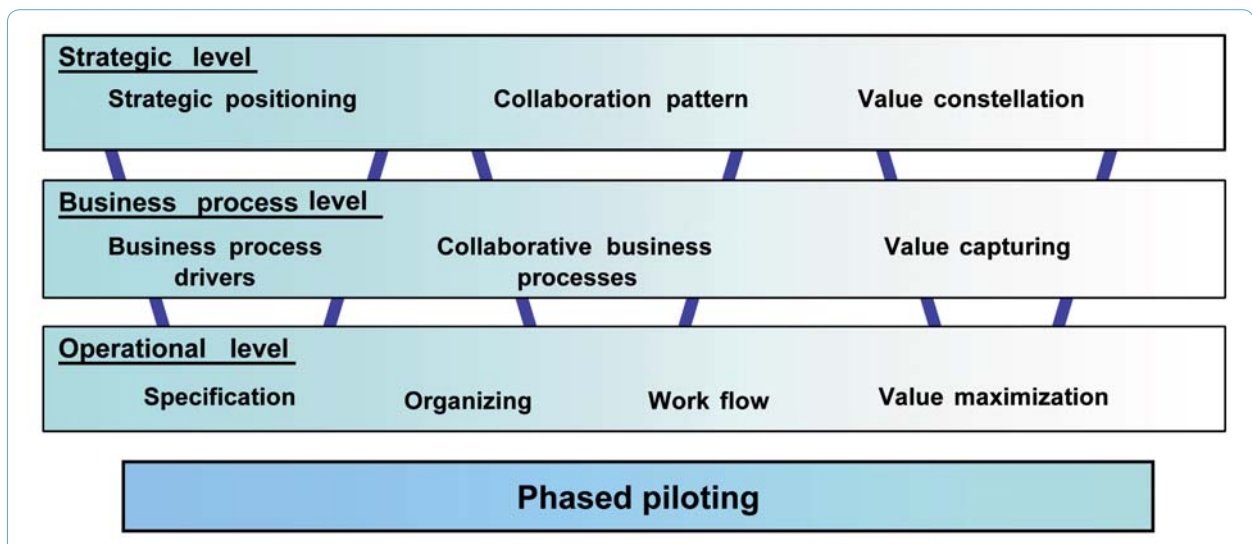 Strategic level
Strategic positioning Collaboration pattern Value constellation
Business process level
Business process drivers
Collaborative business processes
Value capturing
Operational level
Specification Organizing Work flow Value maximization
Phased piloting